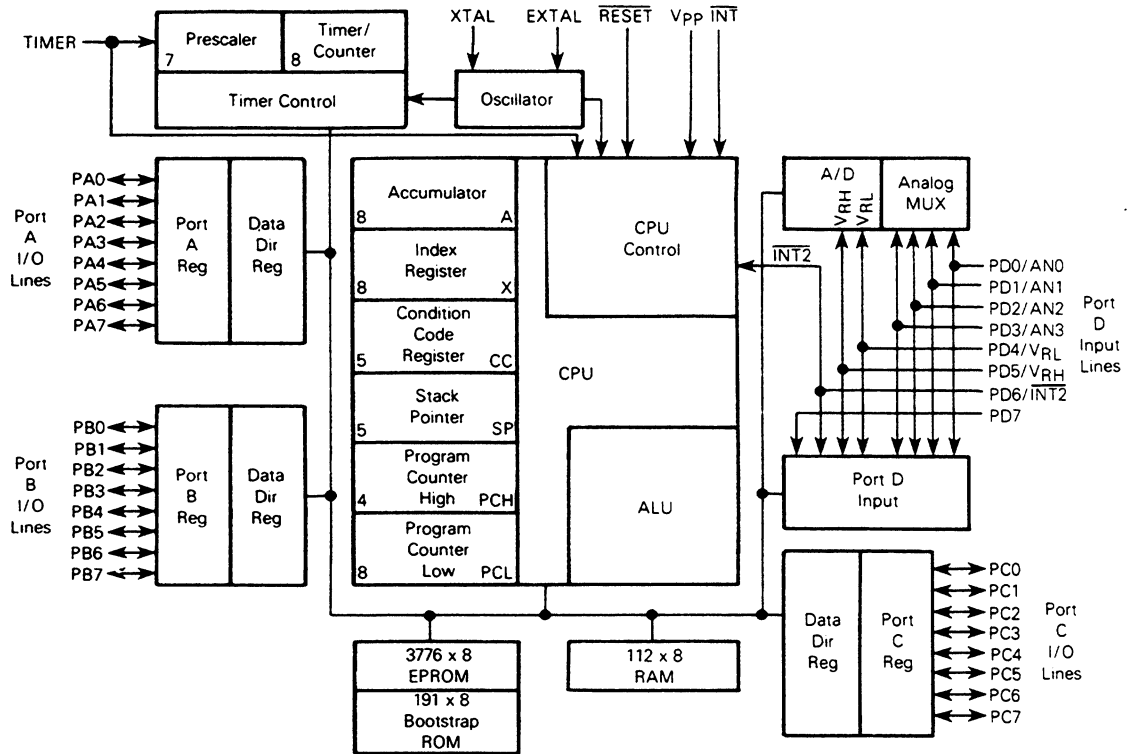 XTAL
EXTAL
RESET
Vpp
INT
TIMER
Prescaler
7
Timer/
Counter
8
Timer Control
Oscillator
Port
A
I/O
Lines
PA0
PA1
PA2
PA3
PA4
PA5
PA6
PA7
Port
A
Reg
Data
Dir
Reg
Port
B
I/O
Lines
PB0
PB1
PB2
PB3
PB4
PB5
PB6
PB7
Port
B
Reg
Data
Dir
Reg
Accumulator
8
A
Index
Register
8
X
Condition
Code
Register
5
CC
Stack
Pointer
5
SP
Program
Counter
High
4
PCH
Program
Counter
Low
8
PCL
CPU
Control
CPU
ALU
INT2
A/D
VRH
VRL
Analog
MUX
PD0/AN0
PD1/AN1
PD2/AN2
PD3/AN3
PD4/VRL
PD5/VRH
PD6/INT2
PD7
Port
D
Input
Lines
Port D
Input
Data
Dir
Reg
Port
C
Reg
PC0
PC1
PC2
PC3
PC4
PC5
PC6
PC7
Port
C
I/O
Lines
3776 x 8
EPROM
191 x 8
Bootstrap
ROM
112 x 8
RAM